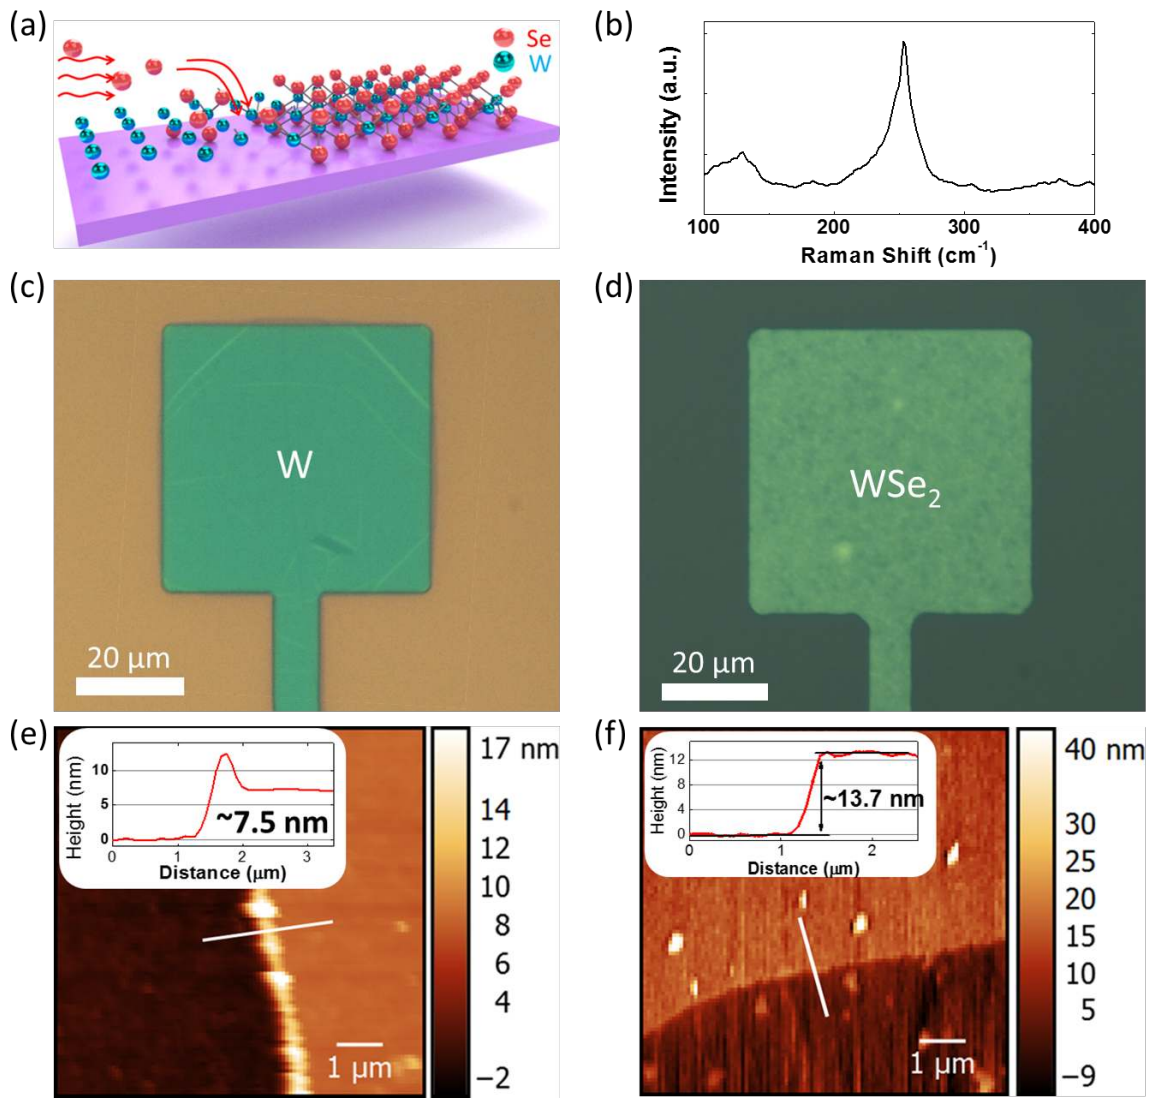 (a)
Se
W
(b)
Intensity (a.u.)
100 200 300 400
Raman Shift (cm-1)
(c)
W
20 μm
(d)
WSe2
20 μm
(e)
Height (nm)
10
5
0
0 1 2 3
~7.5 nm
Distance (μm)
17 nm
14
12
10
8
6
4
−2
1 μm
(f)
Height (nm)
12
8
4
0
0 1 2
~13.7 nm
Distance (μm)
40 nm
30
25
20
15
10
5
−9
1 μm